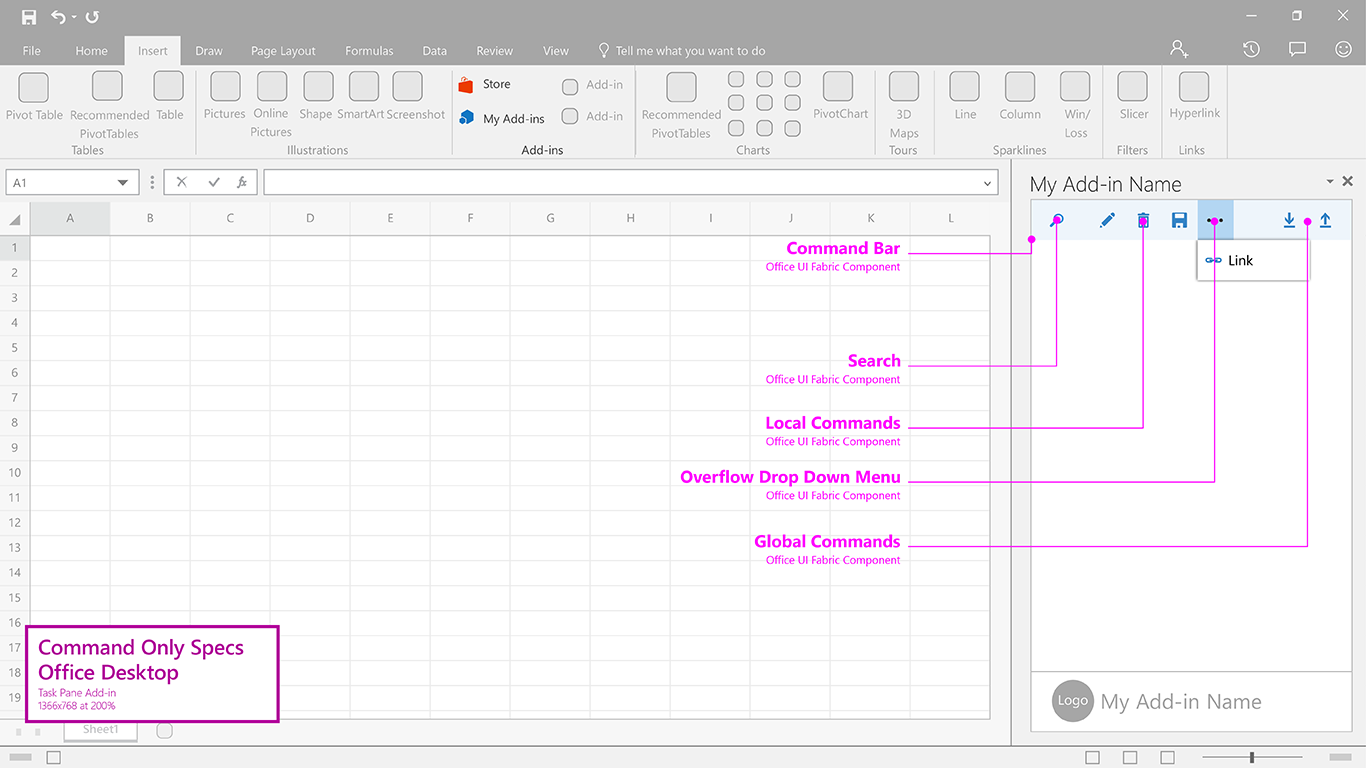 File Home Insert Draw Page Layout Formulas Data Review View Tell me what you want to do
Pivot Table
Recommended
PivotTables
Table
Tables
Pictures
Online
Pictures
Shape
SmartArt
Screenshot
Illustrations
Store
My Add-ins
Add-in
Add-in
Add-ins
Recommended
PivotTables
PivotChart
Charts
3D
Maps
Tours
Line
Column
Win/
Loss
Sparklines
Slicer
Filters
Hyperlink
Links
A1
fx
My Add-in Name
A B C D E F G H I J K L
1
2
3
4
5
6
7
8
9
10
11
12
13
14
15
16
17
18
19
Link
Command Bar
Office UI Fabric Component
Search
Office UI Fabric Component
Local Commands
Office UI Fabric Component
Overflow Drop Down Menu
Office UI Fabric Component
Global Commands
Office UI Fabric Component
Command Only Specs
Office Desktop
Task Pane Add-in
1366x768 at 200%
Logo
My Add-in Name
Sheet1